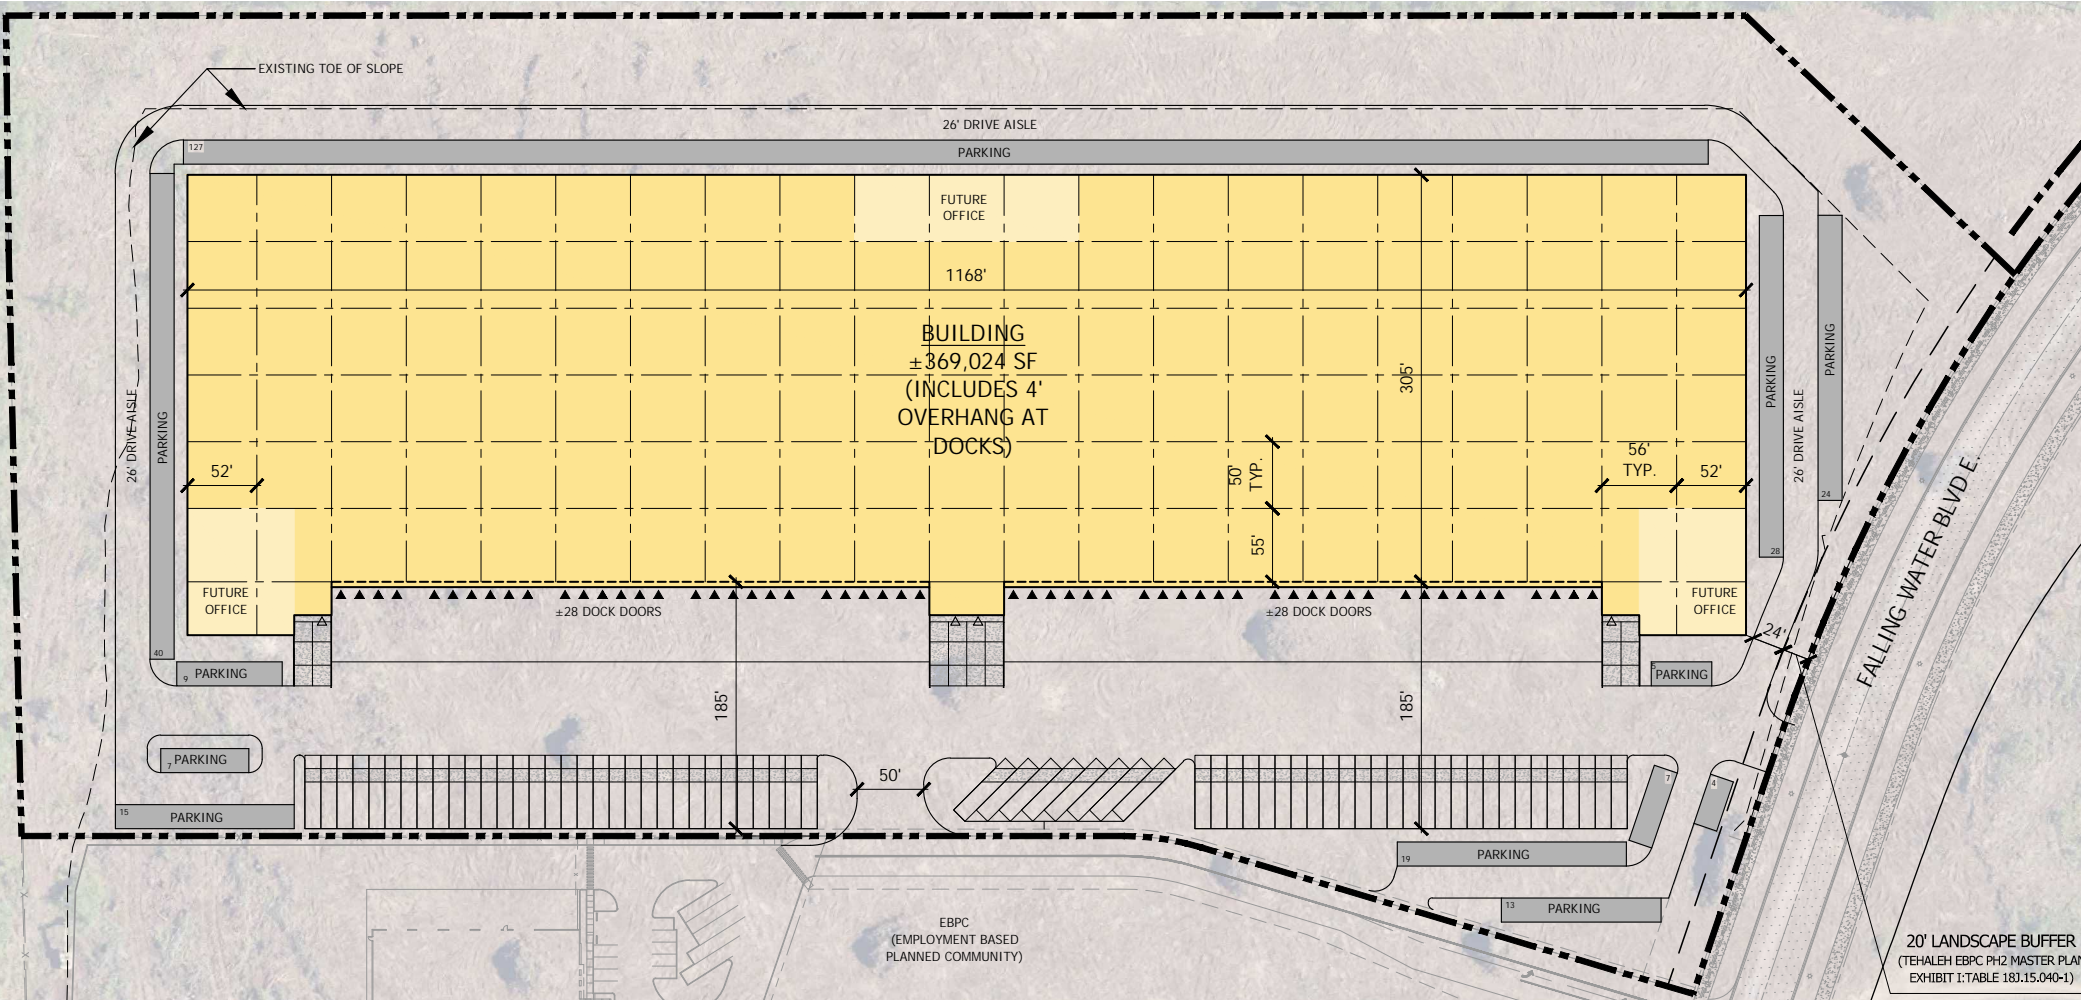 EXISTING TOE OF SLOPE
26' DRIVE AISLE
127
PARKING
FUTURE
OFFICE
1168'
BUILDING
±369,024 SF
(INCLUDES 4'
OVERHANG AT
DOCKS)
305'
26' DRIVE AISLE
PARKING
40
52'
50'
TYP.
55'
56'
TYP.
52'
PARKING
28
26' DRIVE AISLE
PARKING
24
FALLING WATER BLVD E.
FUTURE
OFFICE
±28 DOCK DOORS
±28 DOCK DOORS
FUTURE
OFFICE
24'
9
PARKING
5
PARKING
185'
185'
7
PARKING
50'
7
4
15
PARKING
19
PARKING
13
PARKING
EBPC
(EMPLOYMENT BASED
PLANNED COMMUNITY)
20' LANDSCAPE BUFFER
(TEHALEH EBPC PH2 MASTER PLAN
EXHIBIT I:TABLE 18J.15.040-1)